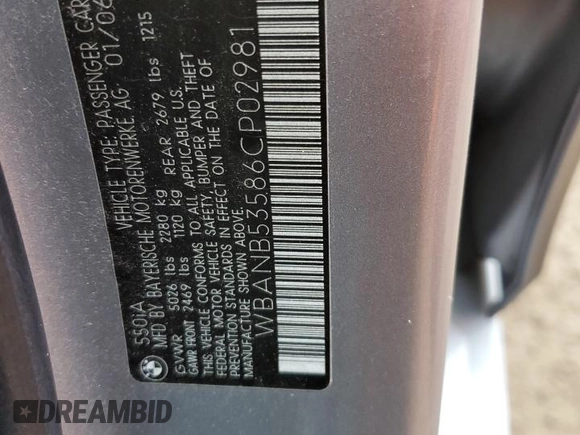 5501A
VEHICLE TYPE: PASSENGER CAR
MFD BY BAYERISCHE MOTORENWERKE AG 01/06
GVWR 5026 lbs 2280 kg
GAWR FRONT 2469 lbs 1120 kg REAR 2679 lbs 1215
THIS VEHICLE CONFORMS TO ALL APPLICABLE U.S.
FEDERAL MOTOR VEHICLE SAFETY, BUMPER AND THEFT
PREVENTION STANDARDS IN EFFECT ON THE DATE OF
MANUFACTURE SHOWN ABOVE.
WBANB53586CP02981
DREAMBID